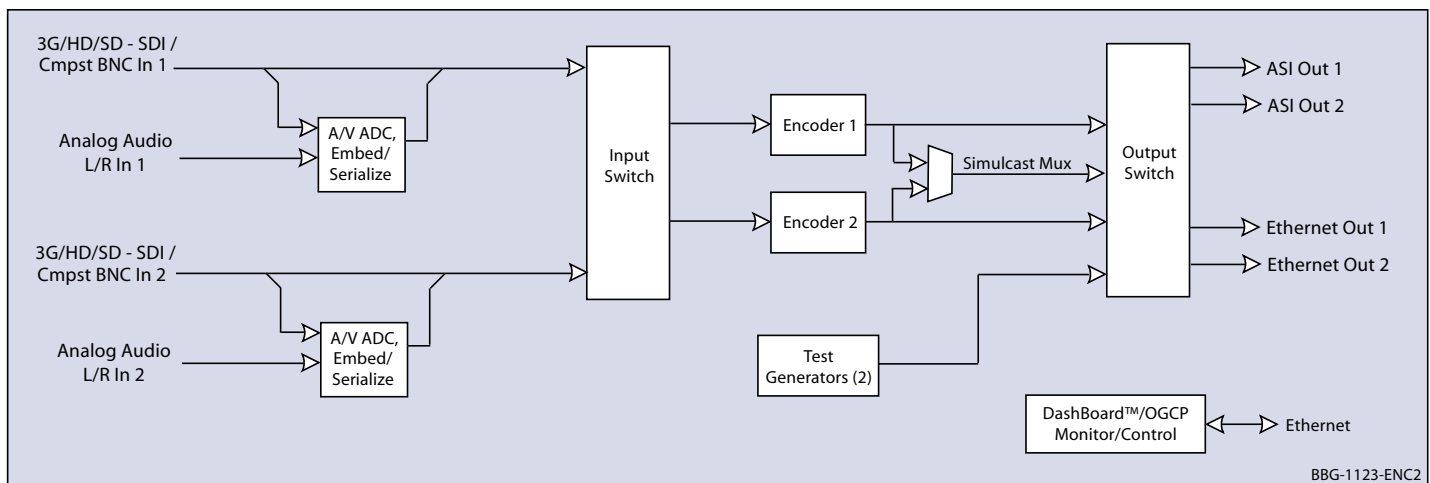 3G/HD/SD - SDI /
Cmpst BNC In 1
Analog Audio
L/R In 1
A/V ADC,
Embed/
Serialize
3G/HD/SD - SDI /
Cmpst BNC In 2
Analog Audio
L/R In 2
A/V ADC,
Embed/
Serialize
Input
Switch
Encoder 1
Encoder 2
Simulcast Mux
Test
Generators (2)
Output
Switch
ASI Out 1
ASI Out 2
Ethernet Out 1
Ethernet Out 2
DashBoard™/OGCP
Monitor/Control
Ethernet
BBG-1123-ENC2